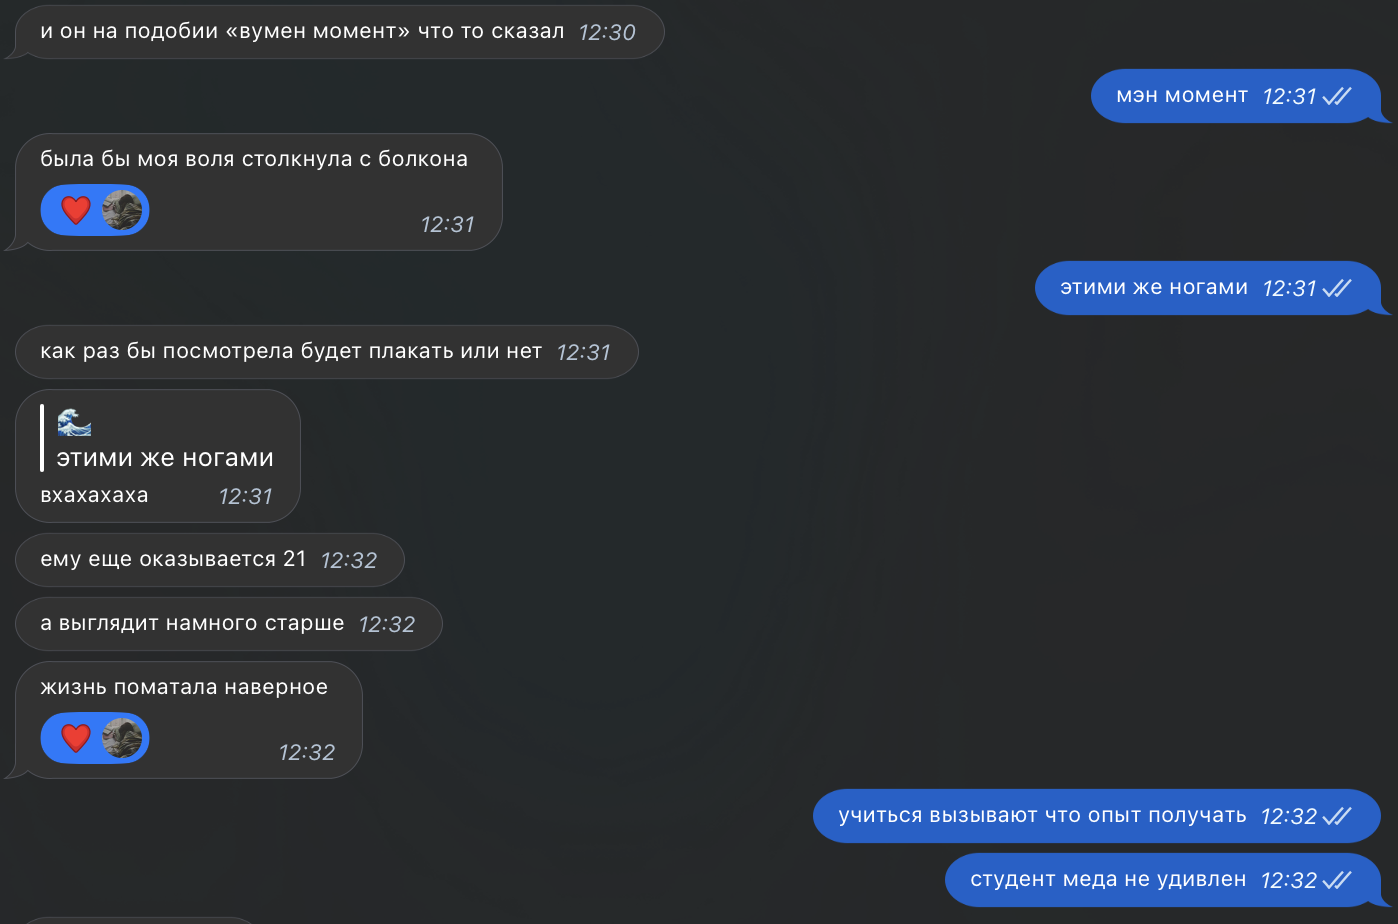 и он на подобии «вумен момент» что то сказал 12:30
мэн момент 12:31
была бы моя воля столкнула с болкона
12:31
этими же ногами 12:31
как раз бы посмотрела будет плакать или нет 12:31
этими же ногами
вхахахаха 12:31
ему еще оказывается 21 12:32
а выглядит намного старше 12:32
жизнь поматала наверное
12:32
учиться вызывают что опыт получать 12:32
студент меда не удивлен 12:32